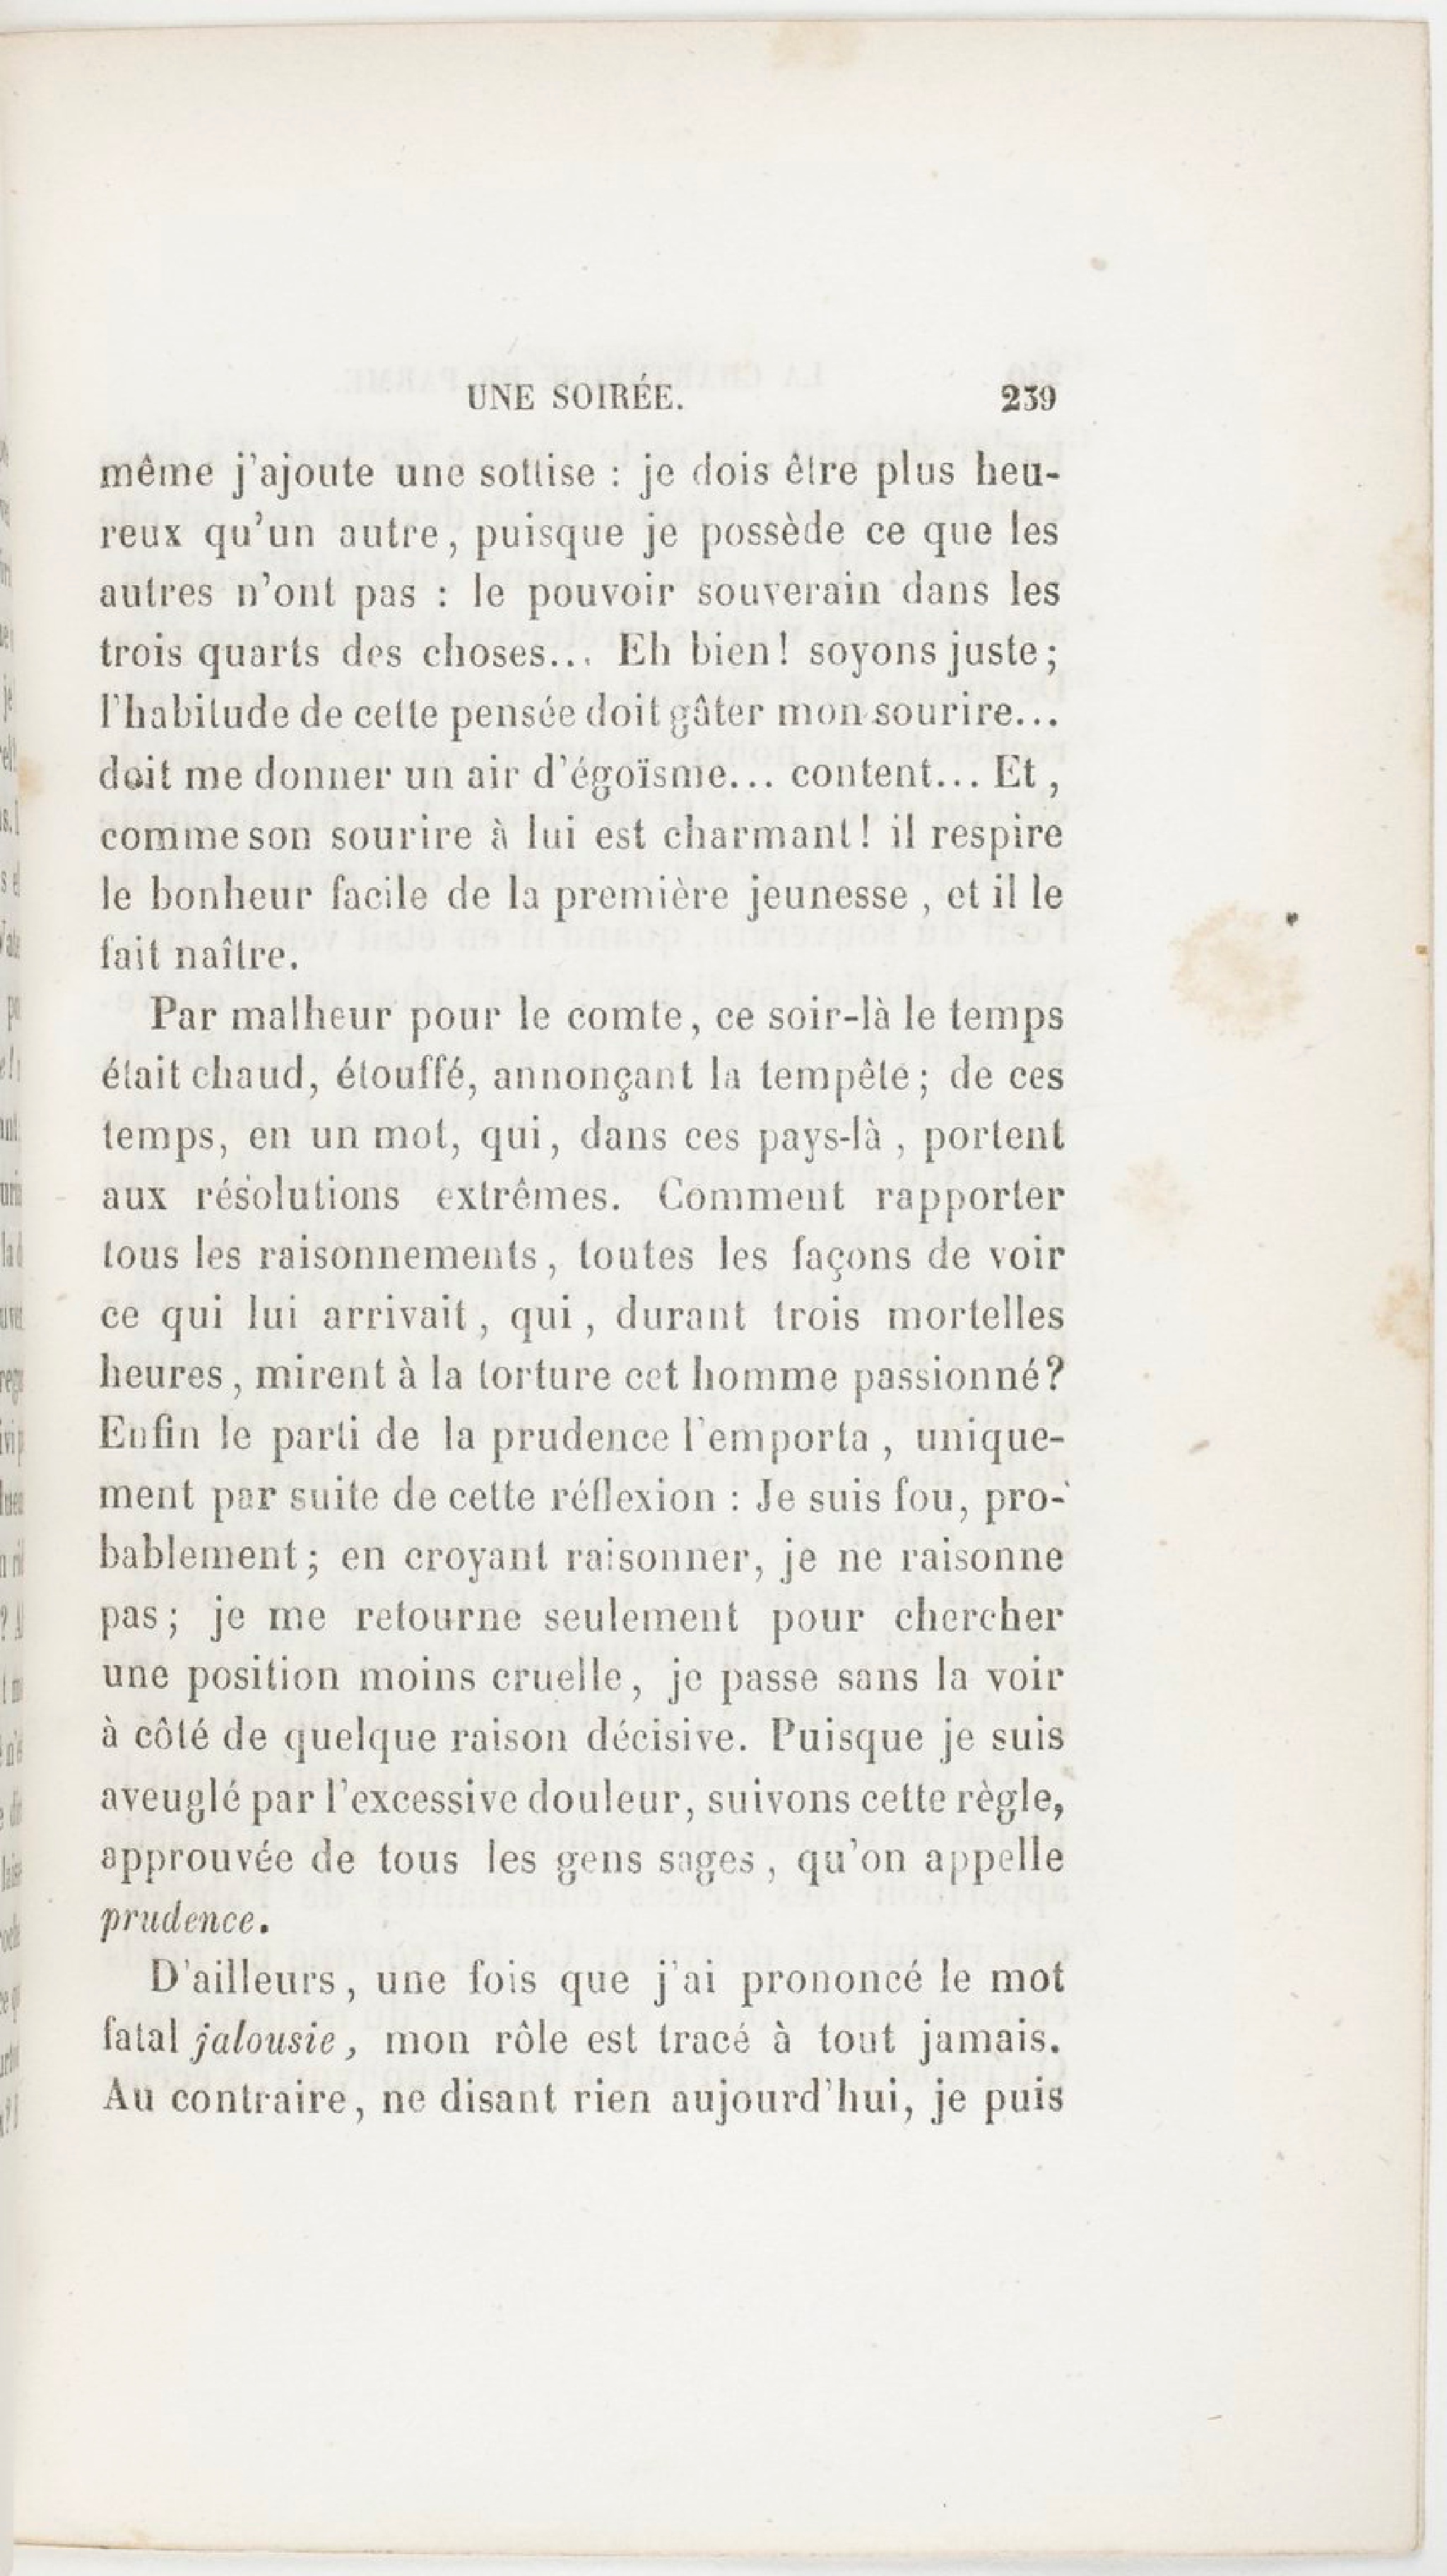 UNE SOIRÉE. 239
même j'ajoute une sottise : je dois être plus heu-
reux qu'un autre, puisque je possède ce que les
autres n'ont pas : le pouvoir souverain dans les
trois quarts des choses... Eh bien! soyons juste;
l'habitude de cette pensée doit gâter mon sourire...
doit me donner un air d'égoïsme... content... Et,
comme son sourire à lui est charmant! il respire
le bonheur facile de la première jeunesse, et il le
fait naître.
Par malheur pour le comte, ce soir-là le temps
était chaud, étouffé, annonçant la tempête; de ces
temps, en un mot, qui, dans ces pays-là, portent
aux résolutions extrêmes. Comment rapporter
tous les raisonnements, toutes les façons de voir
ce qui lui arrivait, qui, durant trois mortelles
heures, mirent à la torture cet homme passionné?
Enfin le parti de la prudence l'emporta, unique-
ment par suite de cette réflexion : Je suis fou, pro-
bablement; en croyant raisonner, je ne raisonne
pas; je me retourne seulement pour chercher
une position moins cruelle, je passe sans la voir
à côté de quelque raison décisive. Puisque je suis
aveuglé par l'excessive douleur, suivons cette règle,
approuvée de tous les gens sages, qu'on appelle
prudence.
D'ailleurs, une fois que j'ai prononcé le mot
fatal jalousie, mon rôle est tracé à tout jamais.
Au contraire, ne disant rien aujourd'hui, je puis